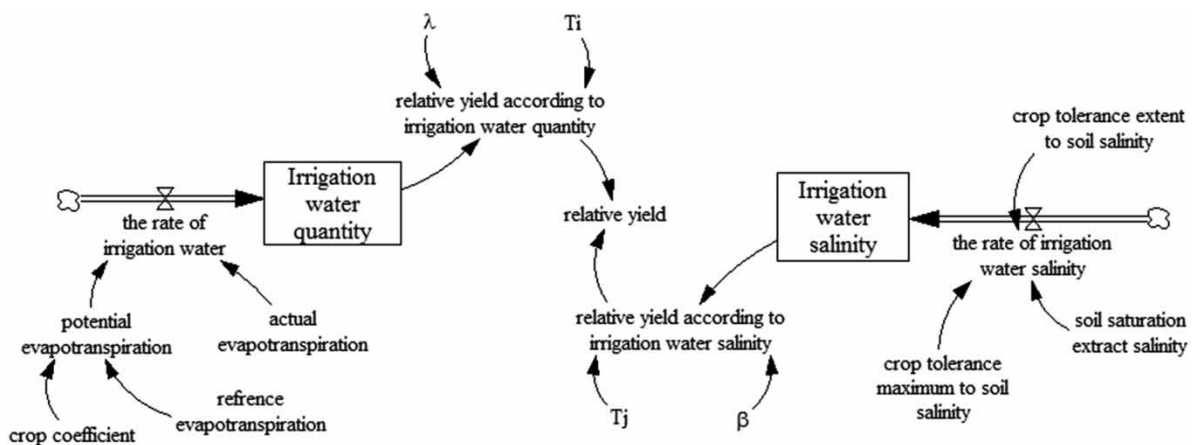 λ
Ti
relative yield according to
irrigation water quantity
crop tolerance extent
to soil salinity
Irrigation
water
quantity
the rate of
irrigation water
relative yield
Irrigation
water
salinity
the rate of irrigation
water salinity
potential
evapotranspiration
actual
evapotranspiration
relative yield according to
irrigation water salinity
soil saturation
extract salinity
crop tolerance
maximum to soil
salinity
refrence
evapotranspiration
crop coefficient
Tj
β